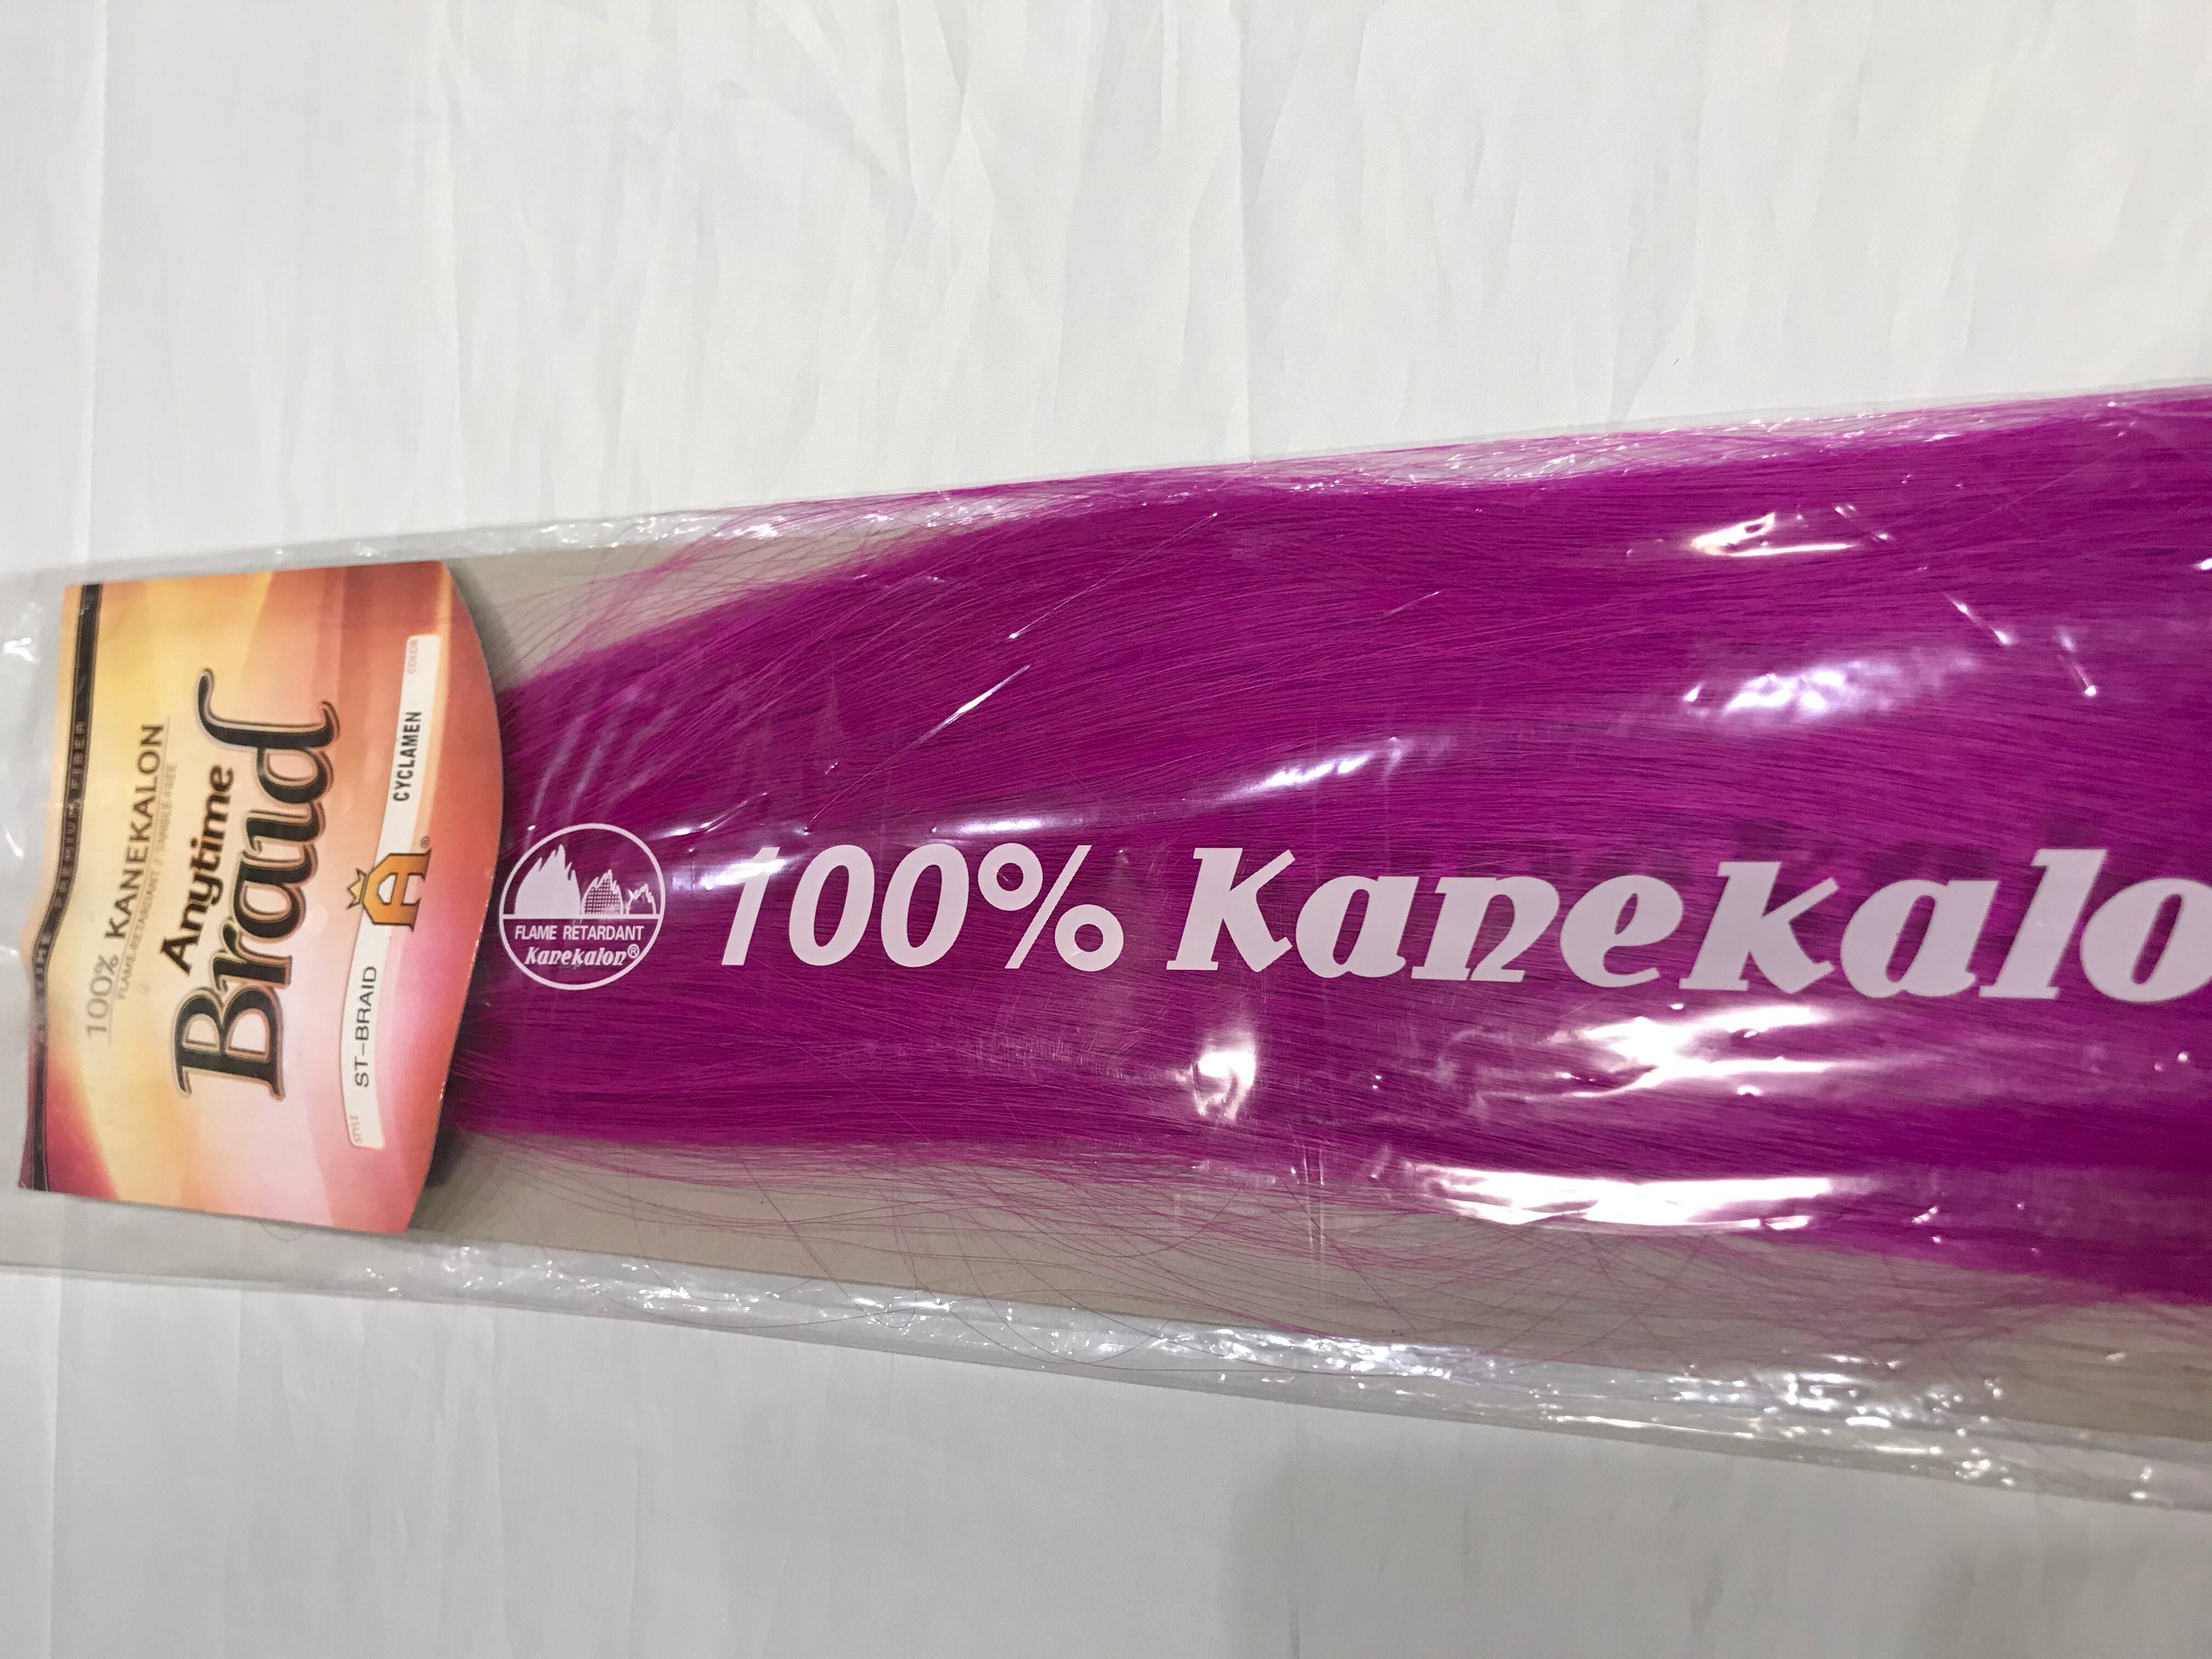 PREMIUM FIBER
100% KANEKALON
FLAME-RETARDANT / TANGLE-FREE
Anytime
Braid
STYLE
ST-BRAID
A®
CYCLAMEN
COLOR
FLAME RETARDANT
Kanekalon®
100% Kanekalo